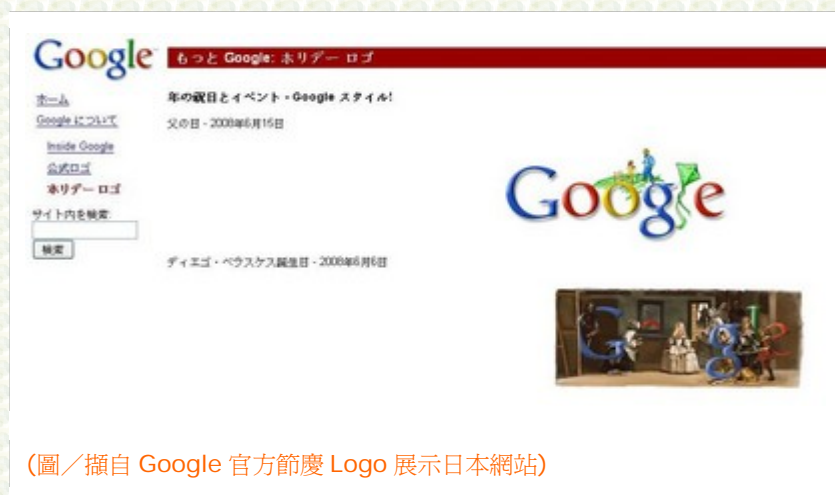 Google もっと Google: ホリデー ロゴ
ホーム
Google について
Inside Google
公式ロゴ
ホリデー ロゴ
サイト内を検索:
検索
年の祝日とイベント - Google スタイル!
父の日 - 2008年6月15日
Google
ディエゴ・ベラスケス誕生日 - 2008年6月6日
(圖／擷自 Google 官方節慶 Logo 展示日本網站)